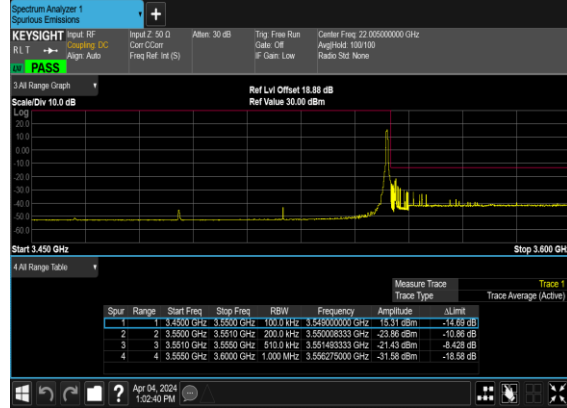 Spectrum Analyzer 1
Spurious Emissions
+
KEYSIGHT Input: RF Input Z: 50 Ω Atten: 30 dB Trig: Free Run Center Freq: 22.005000000 GHz
RLT Coupling: DC Corr CCorr Gate: Off Avg|Hold: 100/100
Align: Auto Freq Ref: Int (S) IF Gain: Low Radio Std: None
LW PASS
3 All Range Graph
Ref Lvl Offset 18.88 dB
Scale/Div 10.0 dB Ref Value 30.00 dBm
Log
20.0
10.0
0.00
-10.0
-20.0
-30.0
-40.0
-50.0
-60.0
Start 3.450 GHz Stop 3.600 GHz
4 All Range Table
Measure Trace Trace 1
Trace Type Trace Average (Active)
Spur Range Start Freq Stop Freq RBW Frequency Amplitude ΔLimit
1 1 3.4500 GHz 3.5500 GHz 100.0 kHz 3.549000000 GHz 15.31 dBm -14.69 dB
2 2 3.5500 GHz 3.5510 GHz 200.0 kHz 3.550008333 GHz -23.86 dBm -10.86 dB
3 3 3.5510 GHz 3.5550 GHz 510.0 kHz 3.551493333 GHz -21.43 dBm -8.428 dB
4 4 3.5550 GHz 3.6000 GHz 1.000 MHz 3.556275000 GHz -31.58 dBm -18.58 dB
? Apr 04, 2024
1:02:40 PM